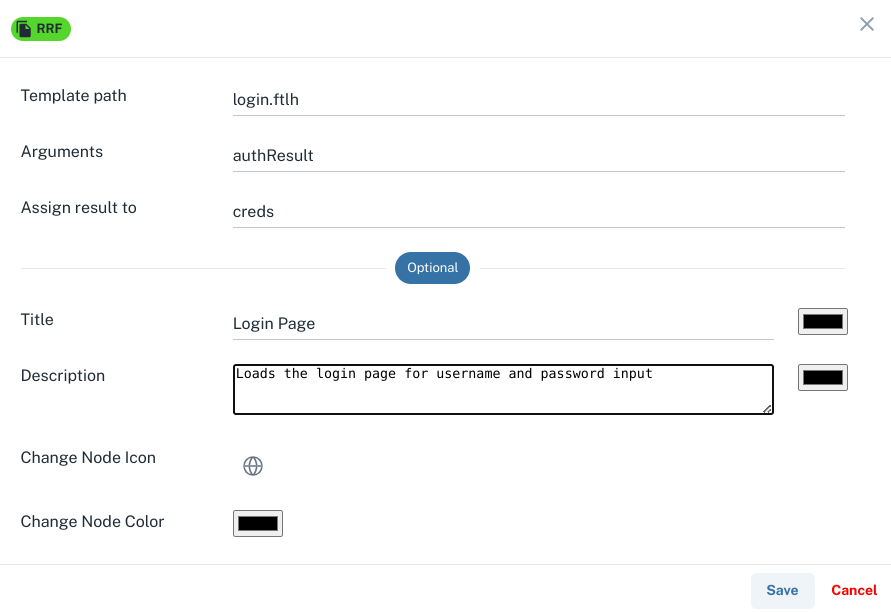 RRF
Template path
login.ftlh
Arguments
authResult
Assign result to
creds
Optional
Title
Login Page
Description
Loads the login page for username and password input
Change Node Icon
Change Node Color
Save
Cancel